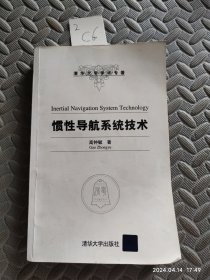 2
C6
清华大学学术专著
Inertial Navigation System Technology
惯性导航系统技术
高钟毓 著
Gao Zhongyu
清华大学出版社
2024.04.14 17:49